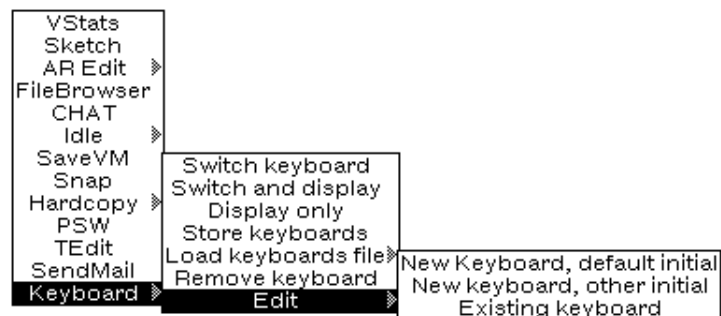 VStats
Sketch
AR Edit
FileBrowser
CHAT
Idle
SaveVM
Snap
Hardcopy
PSW
TEdit
SendMail
Keyboard
Switch keyboard
Switch and display
Display only
Store keyboards
Load keyboards file
Remove keyboard
Edit
New Keyboard, default initial
New keyboard, other initial
Existing keyboard